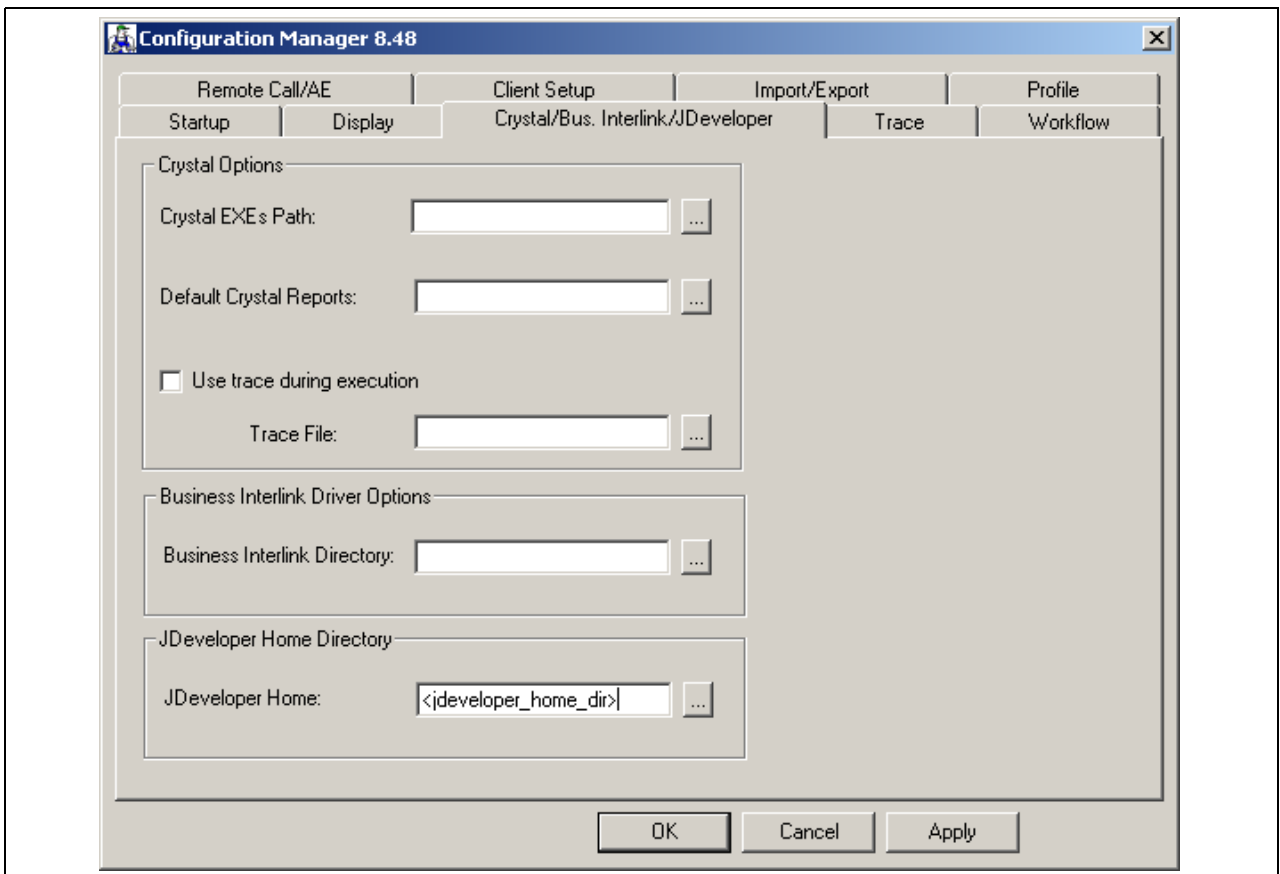 Configuration Manager 8.48
Remote Call/AE Client Setup Import/Export Profile
Startup Display Crystal/Bus. Interlink/JDeveloper Trace Workflow
Crystal Options
Crystal EXEs Path: ...
Default Crystal Reports: ...
Use trace during execution
Trace File: ...
Business Interlink Driver Options
Business Interlink Directory: ...
JDeveloper Home Directory
JDeveloper Home: <jdeveloper_home_dir> ...
OK Cancel Apply